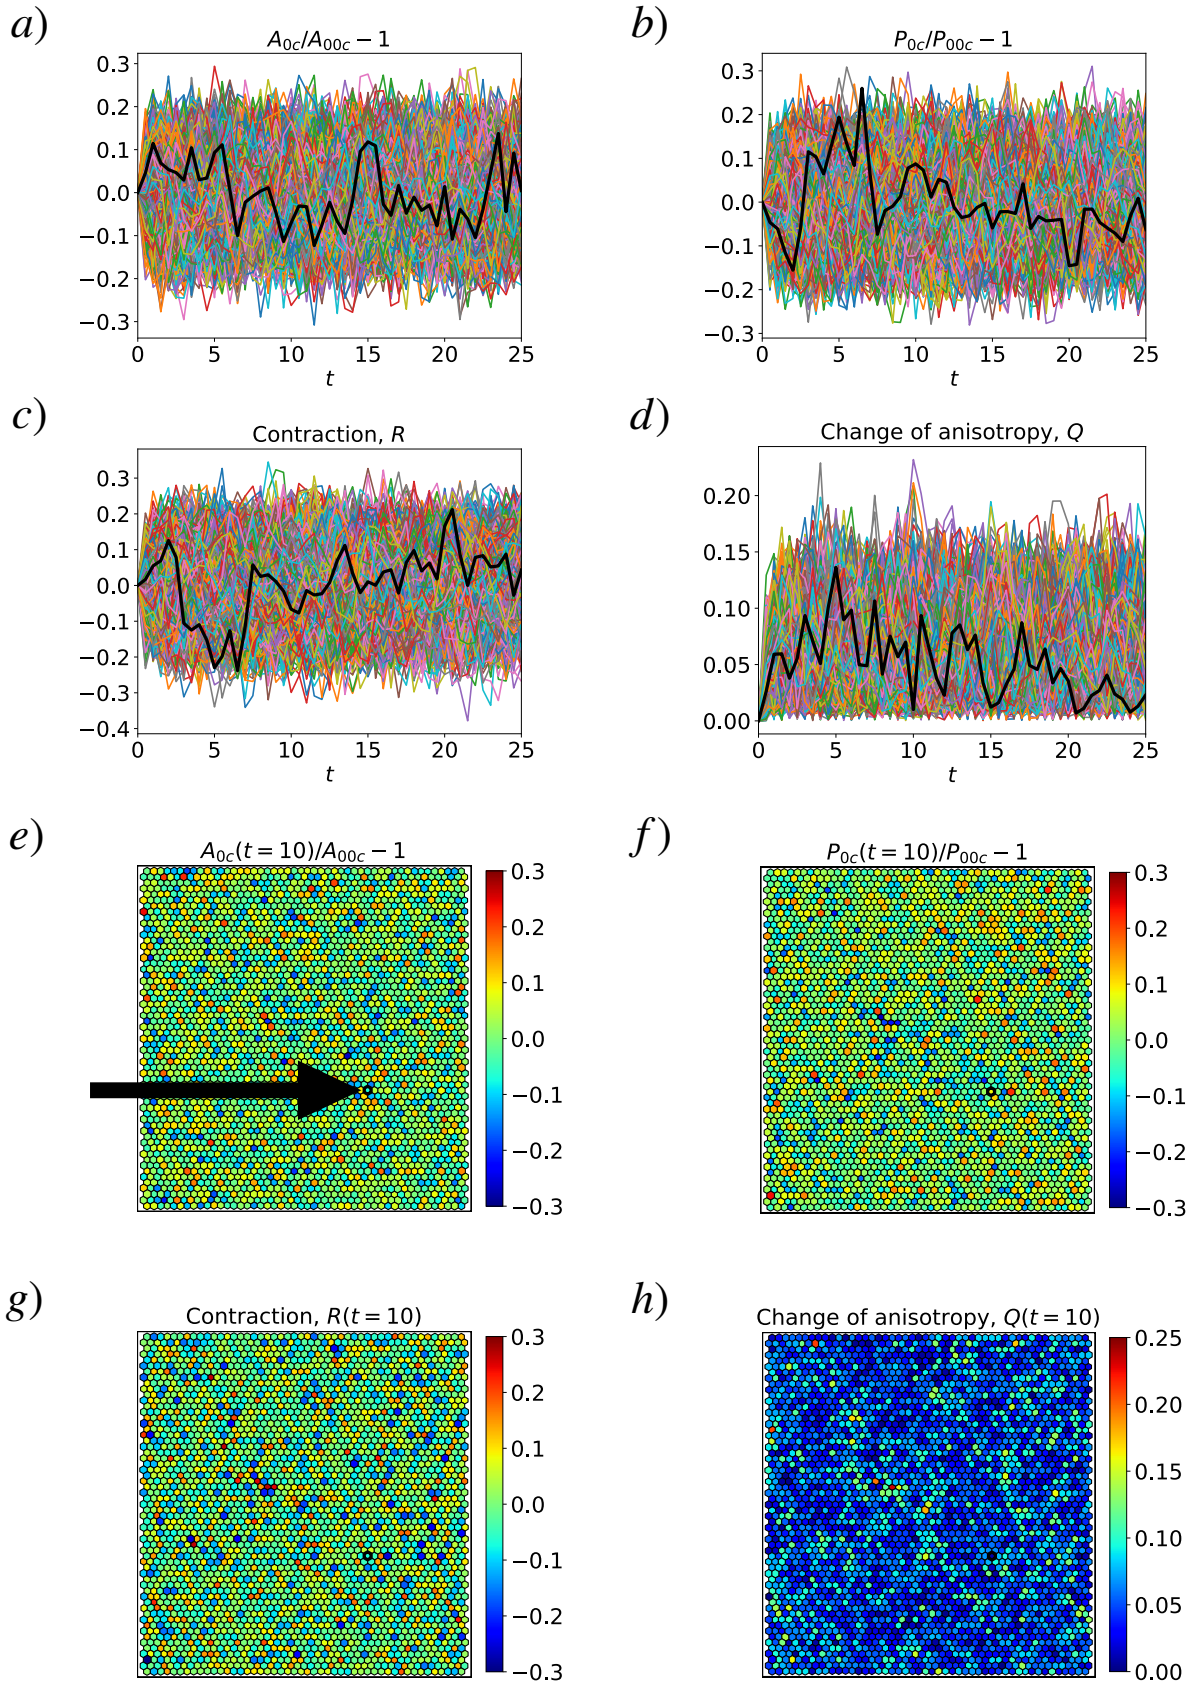 a)
A₀c/A₀₀c − 1
0.3
0.2
0.1
0.0
−0.1
−0.2
−0.3
0 5 10 15 20 25
t
b)
P₀c/P₀₀c − 1
0.3
0.2
0.1
0.0
−0.1
−0.2
−0.3
0 5 10 15 20 25
t
c)
Contraction, R
0.3
0.2
0.1
0.0
−0.1
−0.2
−0.3
−0.4
0 5 10 15 20 25
t
d)
Change of anisotropy, Q
0.20
0.15
0.10
0.05
0.00
0 5 10 15 20 25
t
e)
A₀c(t = 10)/A₀₀c − 1
0.3
0.2
0.1
0.0
−0.1
−0.2
−0.3
f)
P₀c(t = 10)/P₀₀c − 1
0.3
0.2
0.1
0.0
−0.1
−0.2
−0.3
g)
Contraction, R(t = 10)
0.3
0.2
0.1
0.0
−0.1
−0.2
−0.3
h)
Change of anisotropy, Q(t = 10)
0.25
0.20
0.15
0.10
0.05
0.00